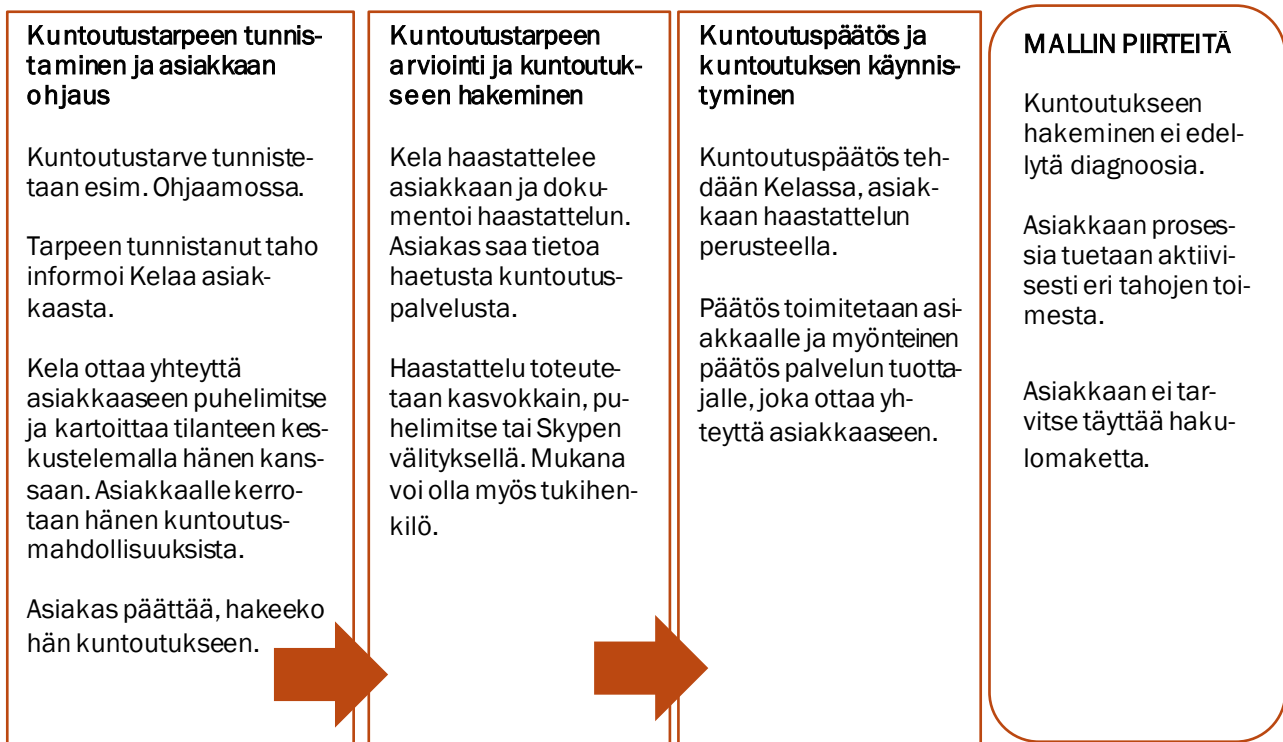 Kuntoutustarpeen tunnis-
taminen ja asiakkaan
ohjaus
Kuntoutustarve tunniste-
taan esim. Ohjaamossa.
Tarpeen tunnistanut taho
informoi Kelaa asiak-
kaasta.
Kela ottaa yhteyttä
asiakkaaseen puhelimitse
ja kartoittaa tilanteen kes-
kustelemalla hänen kans-
saan. Asiakkaalle kerro-
taan hänen kuntoutus-
mahdollisuuksista.
Asiakas päättää, hakeeko
hän kuntoutukseen.
Kuntoutustarpeen
arviointi ja kuntoutuk-
seen hakeminen
Kela haastattelee
asiakkaan ja doku-
mentoi haastattelun.
Asiakas saa tietoa
haetusta kuntoutus-
palvelusta.
Haastattelu toteute-
taan kasvokkain, pu-
helimitse tai Skypen
välityksellä. Mukana
voi olla myös tukihen-
kilö.
Kuntoutuspäätös ja
kuntoutuksen käynnis-
tyminen
Kuntoutuspäätös teh-
dään Kelassa, asiak-
kaan haastattelun
perusteella.
Päätös toimitetaan asi-
akkaalle ja myönteinen
päätös palvelun tuotta-
jalle, joka ottaa yh-
teyttä asiakkaaseen.
MALLIN PIIRTEITÄ
Kuntoutukseen
hakeminen ei edel-
lytä diagnoosia.
Asiakkaan proses-
sia tuetaan aktiivi-
sesti eri tahojen toi-
mesta.
Asiakkaan ei tar-
vitse täyttää haku-
lomaketta.